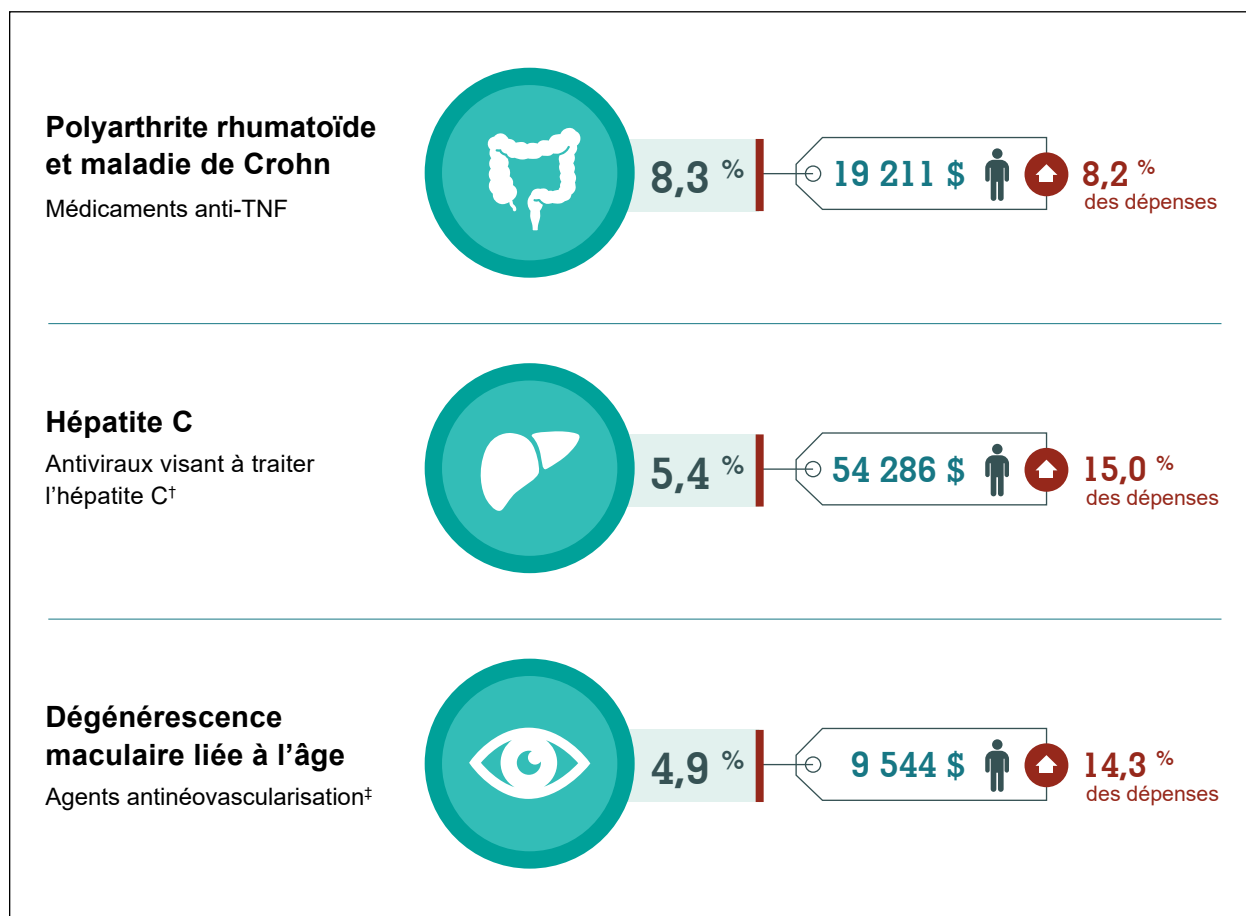 Polyarthrite rhumatoïde
et maladie de Crohn
Médicaments anti-TNF
8,3 %
19 211 $
8,2 %
des dépenses
Hépatite C
Antiviraux visant à traiter
l’hépatite C†
5,4 %
54 286 $
15,0 %
des dépenses
Dégénérescence
maculaire liée à l’âge
Agents antinéovascularisation‡
4,9 %
9 544 $
14,3 %
des dépenses